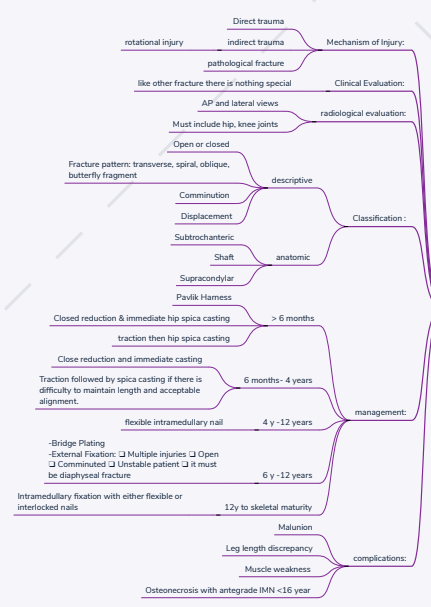 Direct trauma
rotational injury
indirect trauma
Mechanism of Injury:
pathological fracture
like other fracture there is nothing special
Clinical Evaluation:
AP and lateral views
radiological evaluation:
Must include hip, knee joints
Open or closed
Fracture pattern: transverse, spiral, oblique,
butterfly fragment
descriptive
Comminution
Displacement
Classification :
Subtrochanteric
Shaft
anatomic
Supracondylar
Pavlik Harness
Closed reduction & immediate hip spica casting
> 6 months
traction then hip spica casting
Close reduction and immediate casting
Traction followed by spica casting if there is
difficulty to maintain length and acceptable
alignment.
6 months- 4 years
management:
flexible intramedullary nail
4 y -12 years
-Bridge Plating
-External Fixation: ❑ Multiple injuries ❑ Open
❑ Comminuted ❑ Unstable patient ❑ it must
be diaphyseal fracture
6 y -12 years
Intramedullary fixation with either flexible or
interlocked nails
12y to skeletal maturity
Malunion
Leg length discrepancy
complications:
Muscle weakness
Osteonecrosis with antegrade IMN <16 year